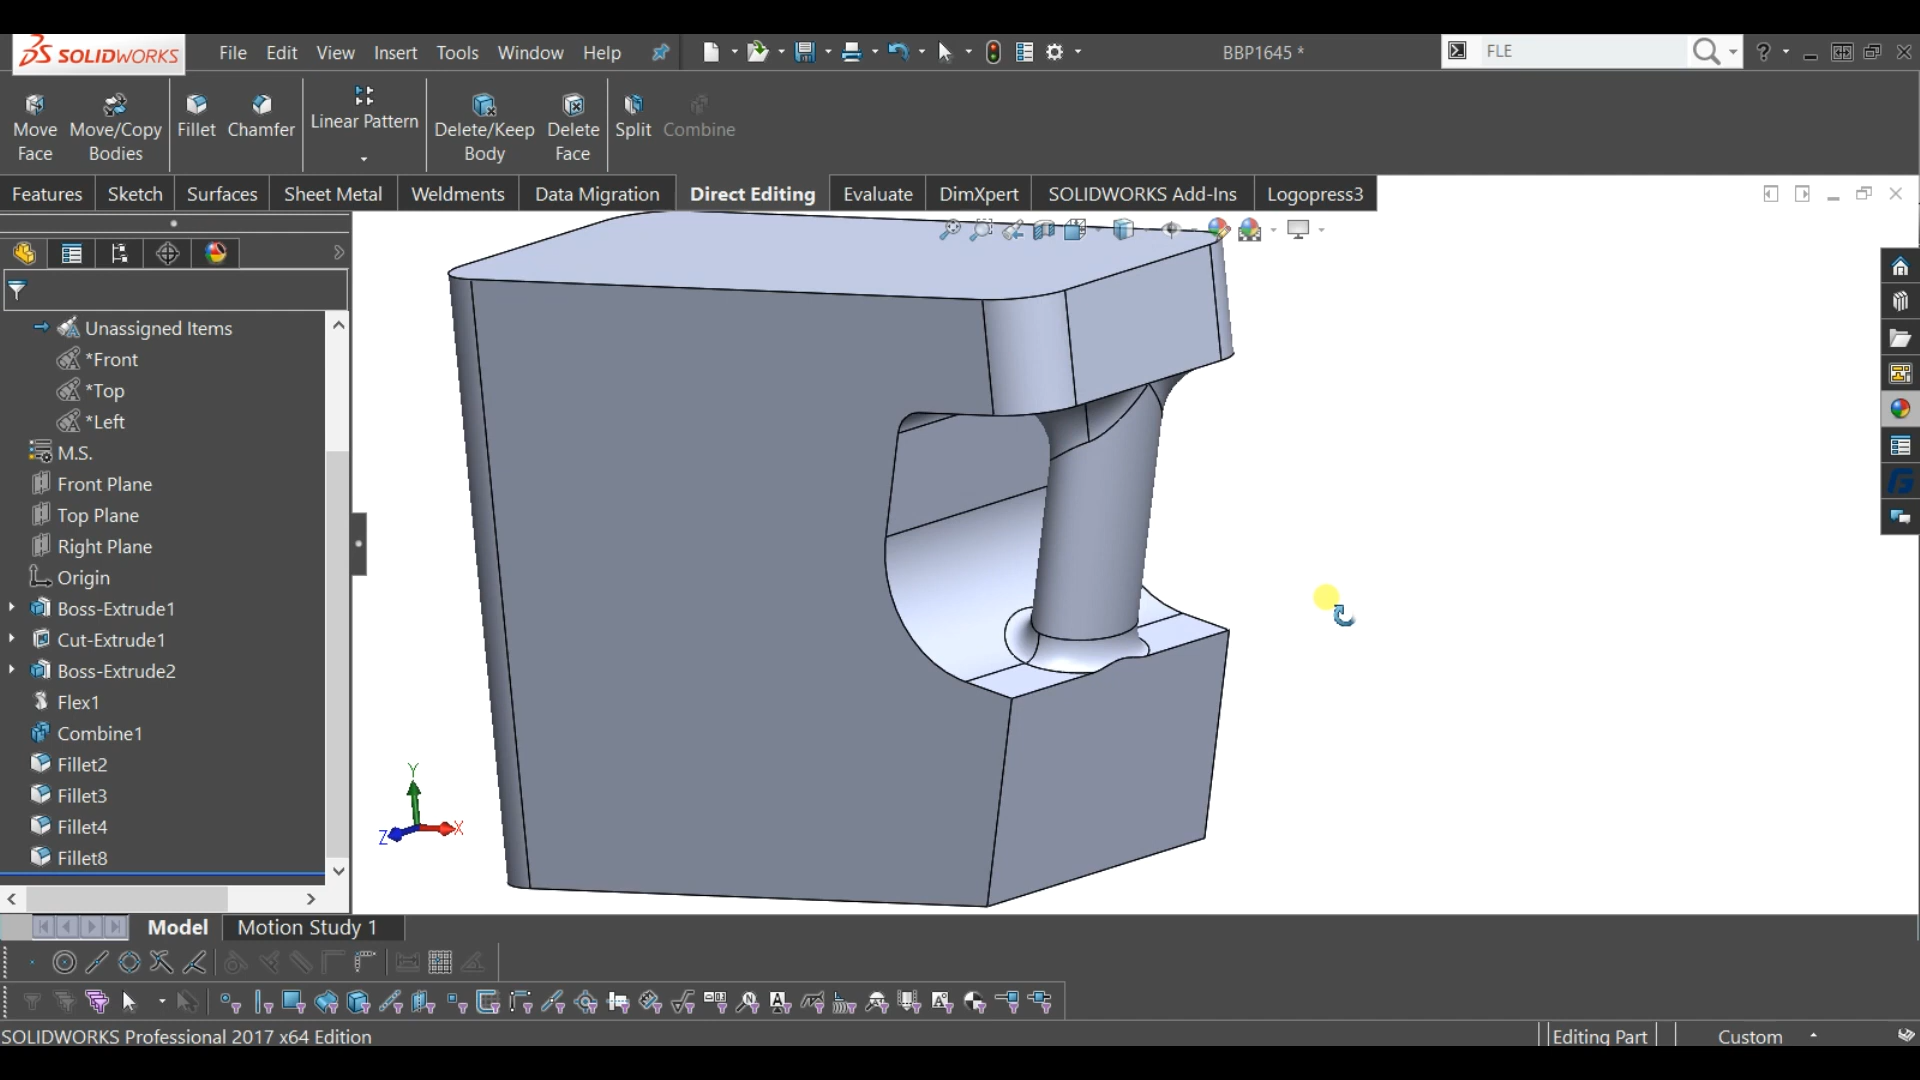 SOLIDWORKS File Edit View Insert Tools Window Help BBP1645 * FLE ?
Move Face
Move/Copy Bodies
Fillet
Chamfer
Linear Pattern
Delete/Keep Body
Delete Face
Split
Combine
Features Sketch Surfaces Sheet Metal Weldments Data Migration Direct Editing Evaluate DimXpert SOLIDWORKS Add-Ins Logopress3
Unassigned Items
*Front
*Top
*Left
M.S.
Front Plane
Top Plane
Right Plane
Origin
Boss-Extrude1
Cut-Extrude1
Boss-Extrude2
Flex1
Combine1
Fillet2
Fillet3
Fillet4
Fillet8
Y
Z X
Model Motion Study 1
SOLIDWORKS Professional 2017 x64 Edition Editing Part Custom